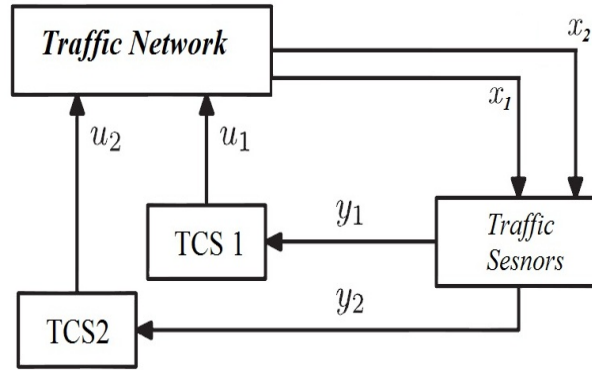 Traffic Network
x2
x1
u2
u1
y1
TCS 1
Traffic
Sesnors
y2
TCS2